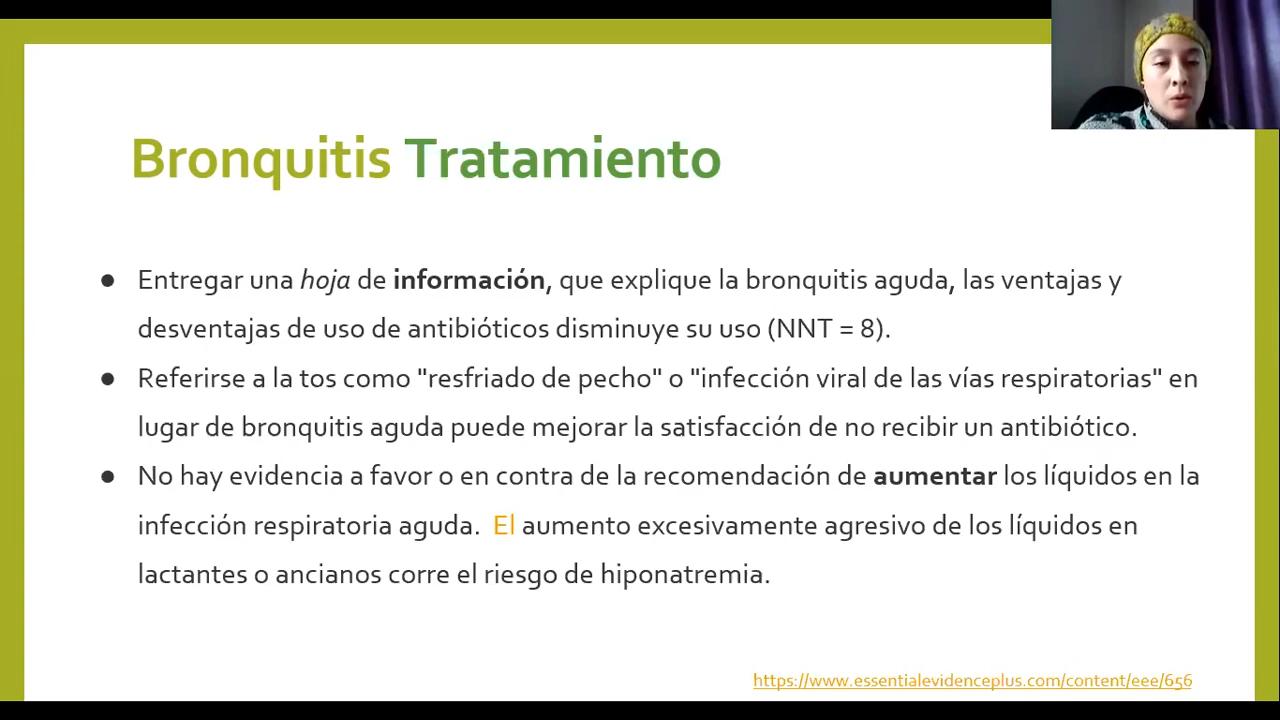 Bronquitis Tratamiento
● Entregar una hoja de información, que explique la bronquitis aguda, las ventajas y
desventajas de uso de antibióticos disminuye su uso (NNT = 8).
● Referirse a la tos como "resfriado de pecho" o "infección viral de las vías respiratorias" en
lugar de bronquitis aguda puede mejorar la satisfacción de no recibir un antibiótico.
● No hay evidencia a favor o en contra de la recomendación de aumentar los líquidos en la
infección respiratoria aguda. El aumento excesivamente agresivo de los líquidos en
lactantes o ancianos corre el riesgo de hiponatremia.
https://www.essentialevidenceplus.com/content/eee/656